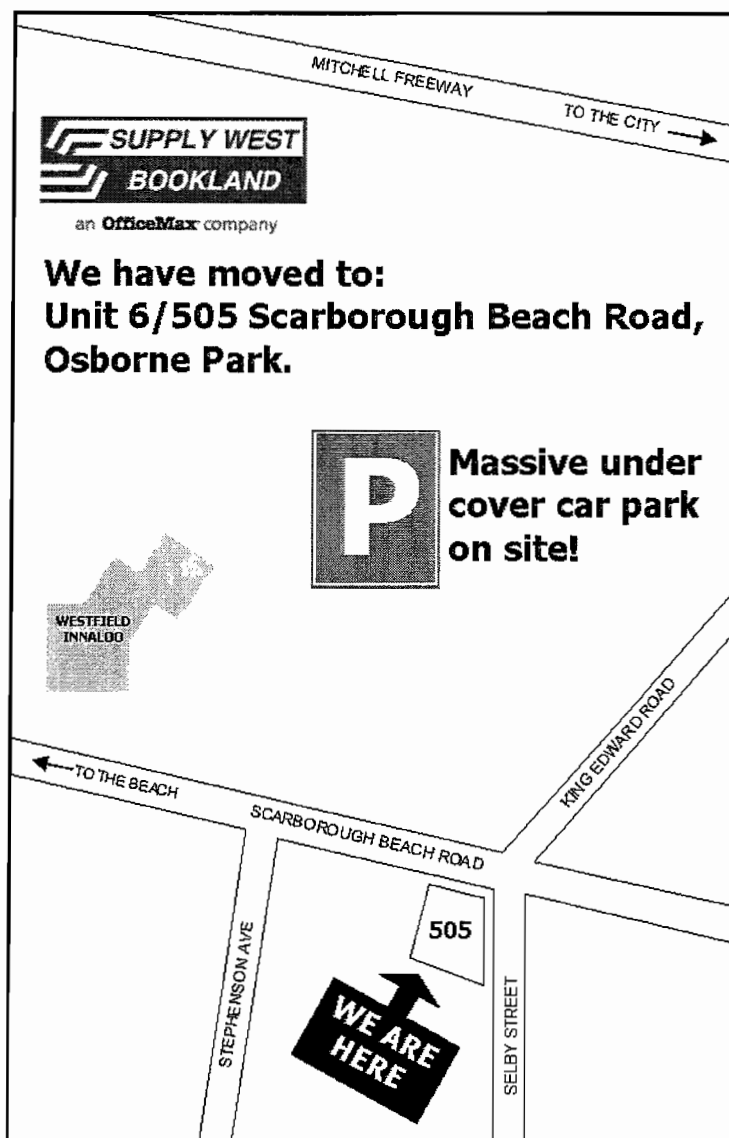 MITCHELL FREEWAY
TO THE CITY
SUPPLY WEST
BOOKLAND
an OfficeMax company
We have moved to:
Unit 6/505 Scarborough Beach Road,
Osborne Park.
P
Massive under
cover car park
on site!
WESTFIELD
INNALOO
KING EDWARD ROAD
TO THE BEACH
SCARBOROUGH BEACH ROAD
505
STEPHENSON AVE
WE ARE
HERE
SELBY STREET